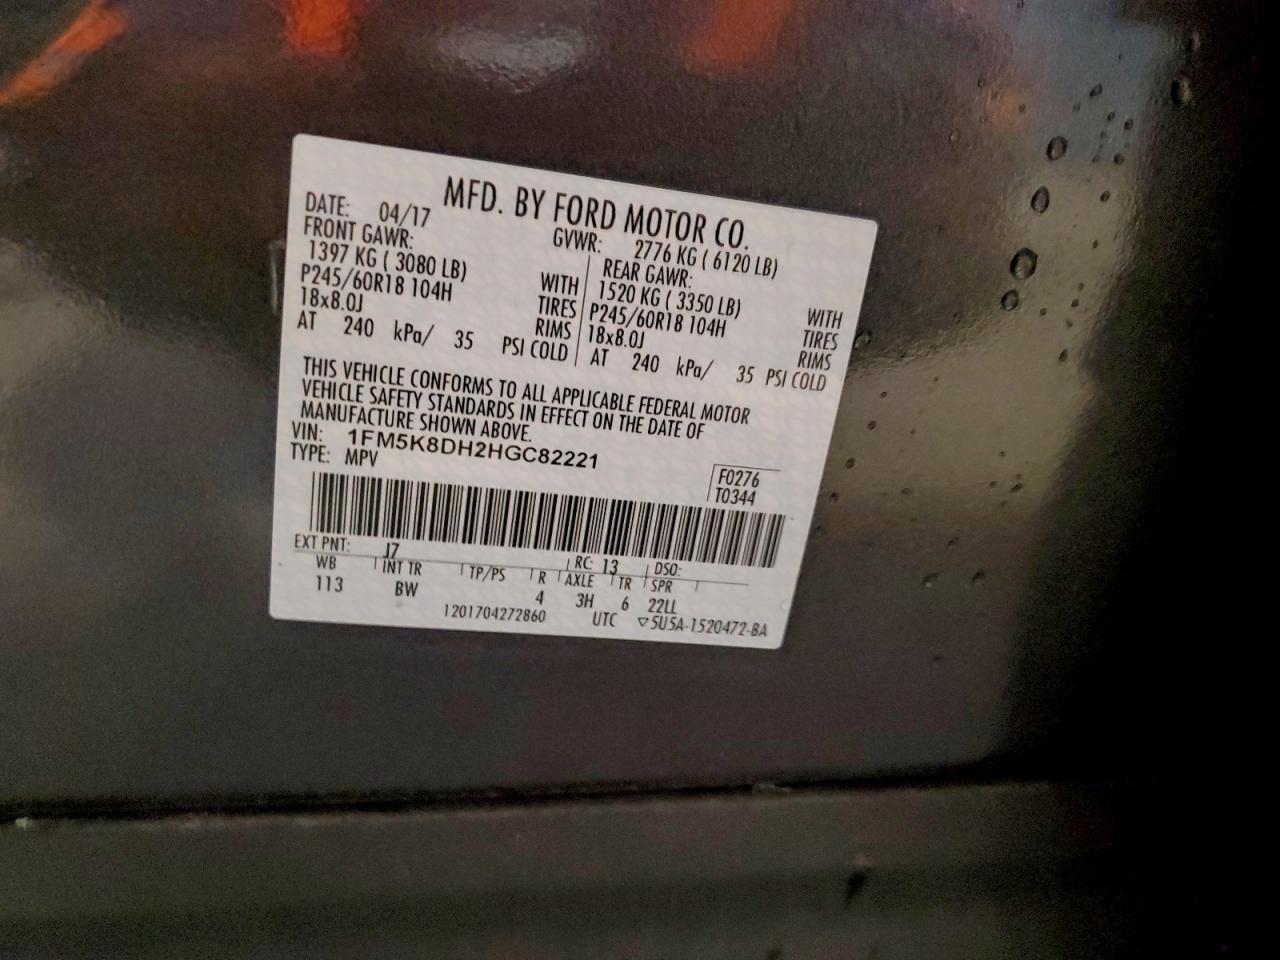 MFD. BY FORD MOTOR CO.
DATE: 04/17 GVWR: 2776 KG ( 6120 LB)
FRONT GAWR: REAR GAWR:
1397 KG ( 3080 LB) WITH 1520 KG ( 3350 LB) WITH
P245/60R18 104H TIRES P245/60R18 104H TIRES
18x8.0J RIMS 18x8.0J RIMS
AT 240 kPa/ 35 PSI COLD AT 240 kPa/ 35 PSI COLD
THIS VEHICLE CONFORMS TO ALL APPLICABLE FEDERAL MOTOR
VEHICLE SAFETY STANDARDS IN EFFECT ON THE DATE OF
MANUFACTURE SHOWN ABOVE.
VIN: 1FM5K8DH2HGC82221
TYPE: MPV F0276
T0344
EXT PNT: J7 RC: 13 DSO:
WB INT TR TP/PS R AXLE TR SPR
113 BW 4 3H 6 22LL
1201704272860 UTC ▽5U5A-1520472-BA